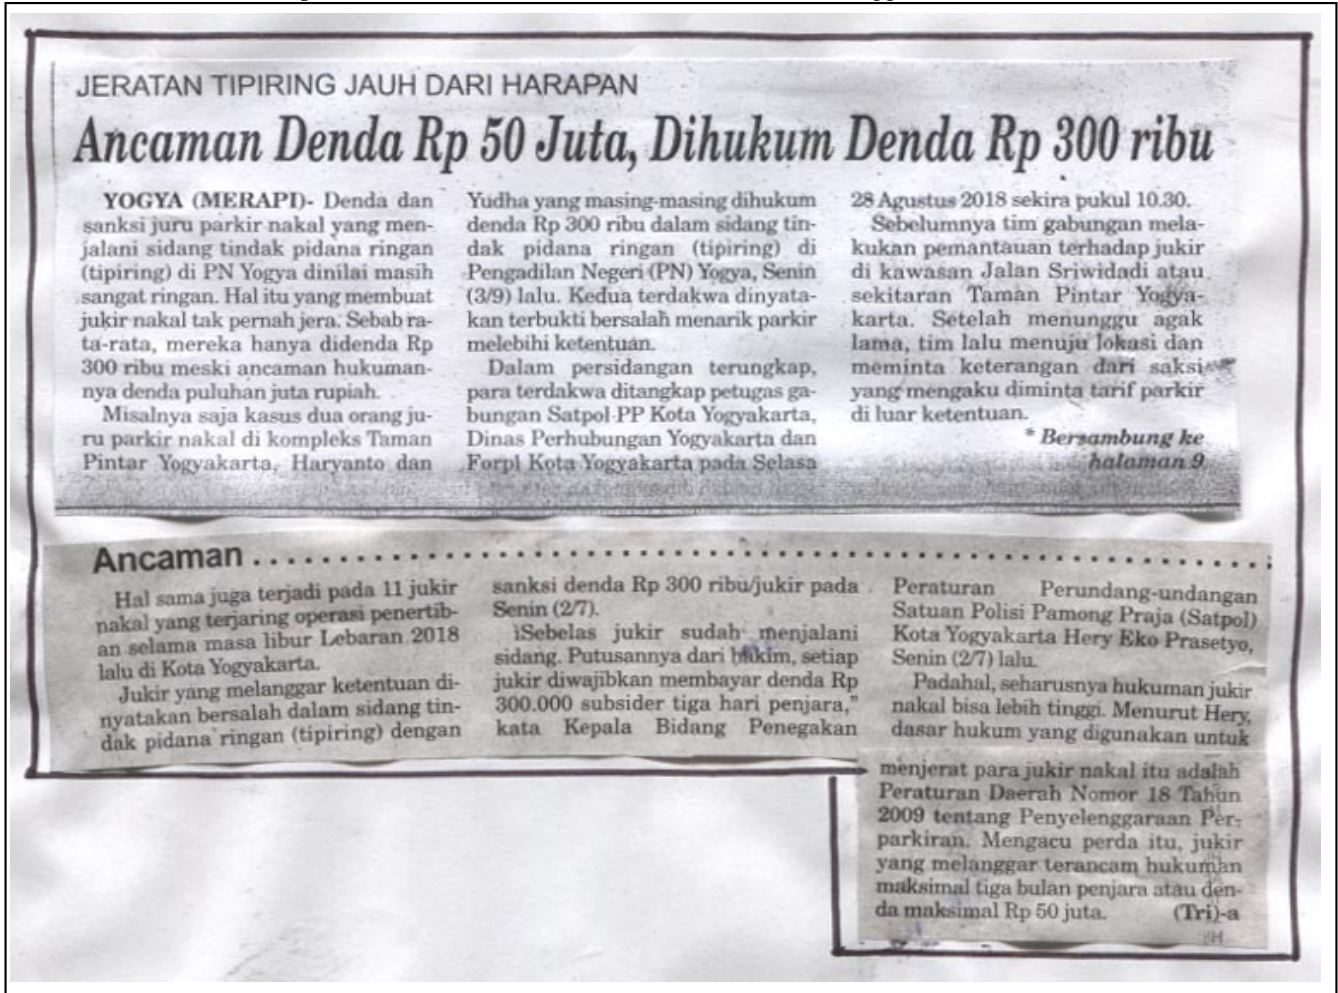 JERATAN TIPIRING JAUH DARI HARAPAN
Ancaman Denda Rp 50 Juta, Dihukum Denda Rp 300 ribu
YOGYA (MERAPI)- Denda dan
sanksi juru parkir nakal yang men-
jalani sidang tindak pidana ringan
(tipiring) di PN Yogya dinilai masih
sangat ringan. Hal itu yang membuat
jukir nakal tak pernah jera. Sebab ra-
ta-rata, mereka hanya didenda Rp
300 ribu meski ancaman hukuman-
nya denda puluhan juta rupiah.
Misalnya saja kasus dua orang ju-
ru parkir nakal di kompleks Taman
Pintar Yogyakarta, Haryanto dan
Yudha yang masing-masing dihukum
denda Rp 300 ribu dalam sidang tin-
dak pidana ringan (tipiring) di
Pengadilan Negeri (PN) Yogya, Senin
(3/9) lalu. Kedua terdakwa dinyata-
kan terbukti bersalah menarik parkir
melebihi ketentuan.
Dalam persidangan terungkap,
para terdakwa ditangkap petugas ga-
bungan Satpol PP Kota Yogyakarta,
Dinas Perhubungan Yogyakarta dan
Forpi Kota Yogyakarta pada Selasa
28 Agustus 2018 sekira pukul 10.30.
Sebelumnya tim gabungan mela-
kukan pemantauan terhadap jukir
di kawasan Jalan Sriwidadi atau
sekitaran Taman Pintar Yogya-
karta. Setelah menunggu agak
lama, tim lalu menuju lokasi dan
meminta keterangan dari saksi
yang mengaku diminta tarif parkir
di luar ketentuan.
* Bersambung ke
halaman 9
Ancaman
Hal sama juga terjadi pada 11 jukir
nakal yang terjaring operasi penertib-
an selama masa libur Lebaran 2018
lalu di Kota Yogyakarta.
Jukir yang melanggar ketentuan di-
nyatakan bersalah dalam sidang tin-
dak pidana ringan (tipiring) dengan
sanksi denda Rp 300 ribu/jukir pada
Senin (2/7).
ìSebelas jukir sudah menjalani
sidang. Putusannya dari hakim, setiap
jukir diwajibkan membayar denda Rp
300.000 subsider tiga hari penjara,"
kata Kepala Bidang Penegakan
Peraturan Perundang-undangan
Satuan Polisi Pamong Praja (Satpol)
Kota Yogyakarta Hery Eko Prasetyo,
Senin (2/7) lalu.
Padahal, seharusnya hukuman jukir
nakal bisa lebih tinggi. Menurut Hery,
dasar hukum yang digunakan untuk
menjerat para jukir nakal itu adalah
Peraturan Daerah Nomor 18 Tahun
2009 tentang Penyelenggaraan Per-
parkiran. Mengacu perda itu, jukir
yang melanggar terancam hukuman
maksimal tiga bulan penjara atau den-
da maksimal Rp 50 juta. (Tri)-a